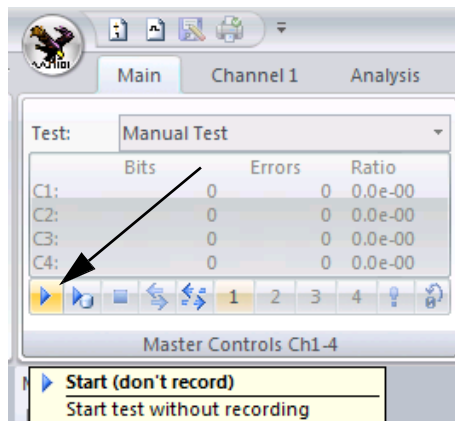 Main Channel 1 Analysis
Test: Manual Test
Bits Errors Ratio
C1: 0 0 0.0e-00
C2: 0 0 0.0e-00
C3: 0 0 0.0e-00
C4: 0 0 0.0e-00
1 2 3 4
Master Controls Ch1-4
Start (don't record)
Start test without recording